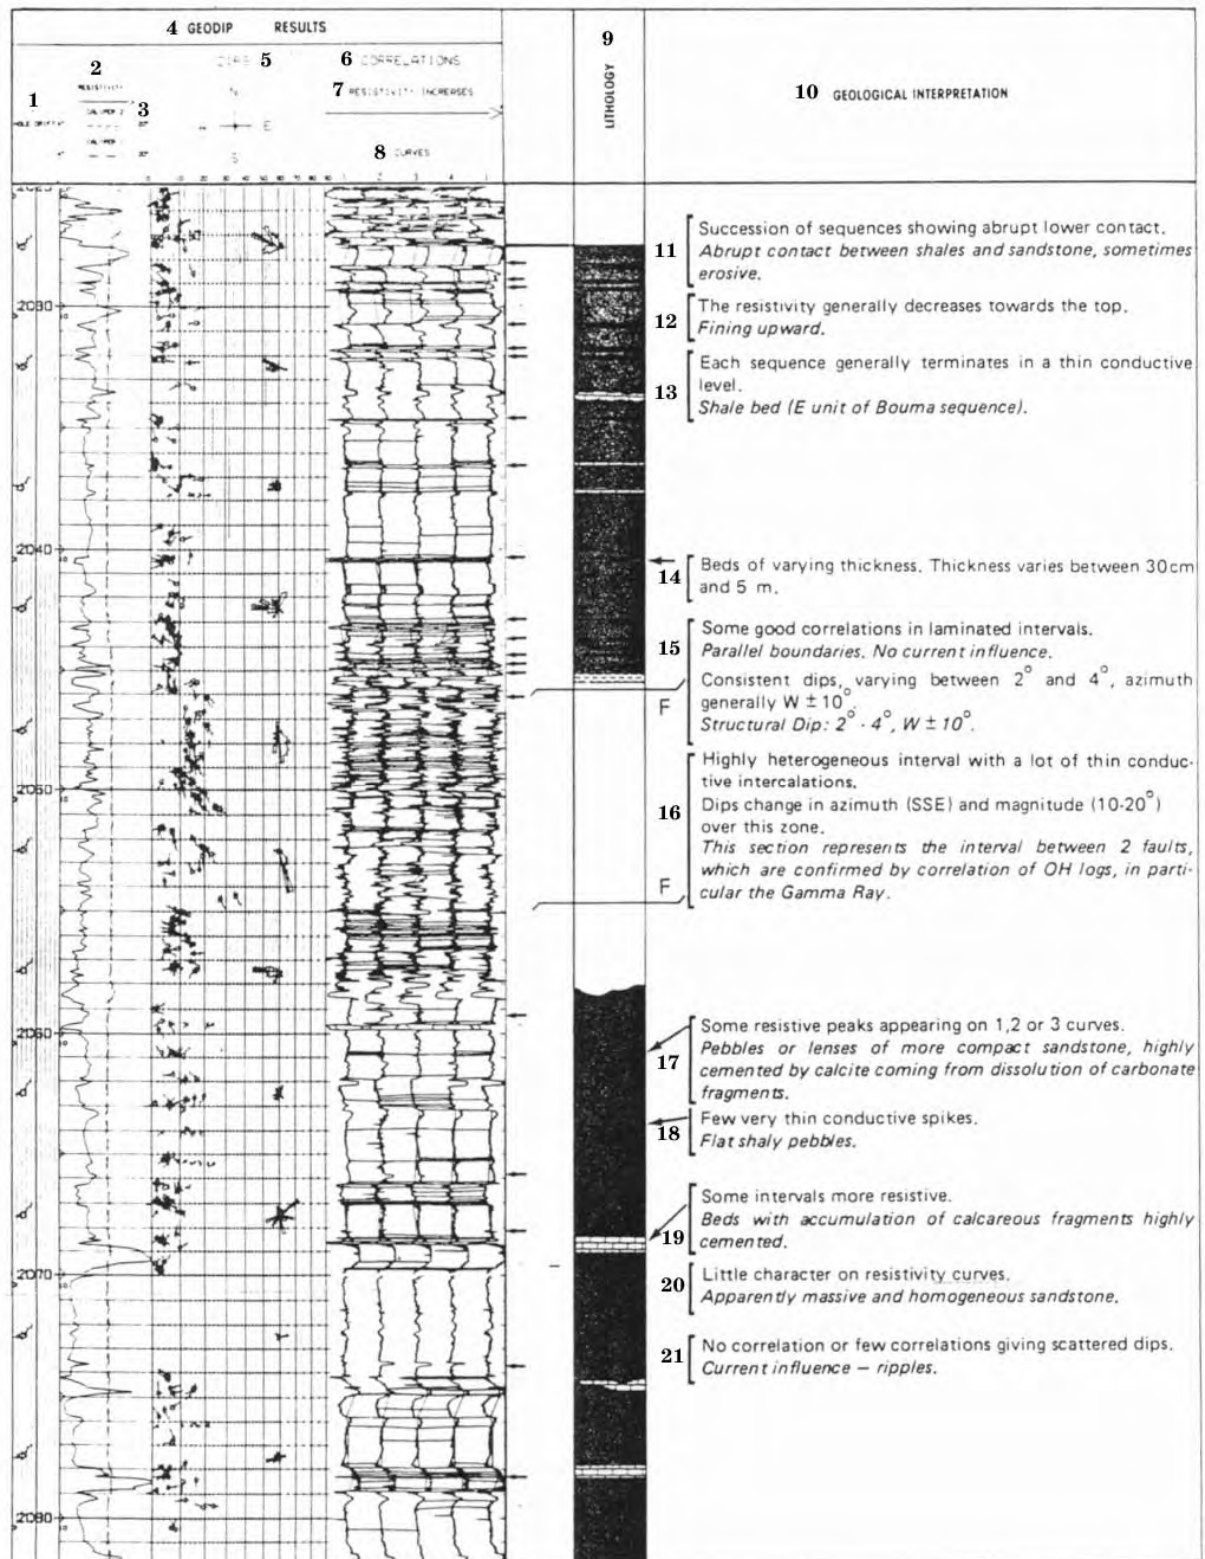 4 GEODIP RESULTS
5
6 CORRELATIONS
7 RESISTIVITY INCREASES
8 CURVES
1
2
RESISTIVITY
3
N
E
S
9
LITHOLOGY
10 GEOLOGICAL INTERPRETATION
1 2 3 4 1
2030
2040
2050
2060
2070
2080
11 Succession of sequences showing abrupt lower contact.
Abrupt contact between shales and sandstone, sometimes
erosive.
12 The resistivity generally decreases towards the top.
Fining upward.
13 Each sequence generally terminates in a thin conductive
level.
Shale bed (E unit of Bouma sequence).
14 Beds of varying thickness. Thickness varies between 30cm
and 5 m.
15 Some good correlations in laminated intervals.
Parallel boundaries. No current influence.
Consistent dips, varying between 2° and 4°, azimuth
generally W ± 10°.
Structural Dip: 2° - 4°, W ± 10°.
F
16 Highly heterogeneous interval with a lot of thin conduc-
tive intercalations.
Dips change in azimuth (SSE) and magnitude (10-20°)
over this zone.
This section represents the interval between 2 faults,
which are confirmed by correlation of OH logs, in parti-
cular the Gamma Ray.
F
17 Some resistive peaks appearing on 1,2 or 3 curves.
Pebbles or lenses of more compact sandstone, highly
cemented by calcite coming from dissolution of carbonate
fragments.
18 Few very thin conductive spikes.
Flat shaly pebbles.
19 Some intervals more resistive.
Beds with accumulation of calcareous fragments highly
cemented.
20 Little character on resistivity curves.
Apparently massive and homogeneous sandstone.
21 No correlation or few correlations giving scattered dips.
Current influence – ripples.